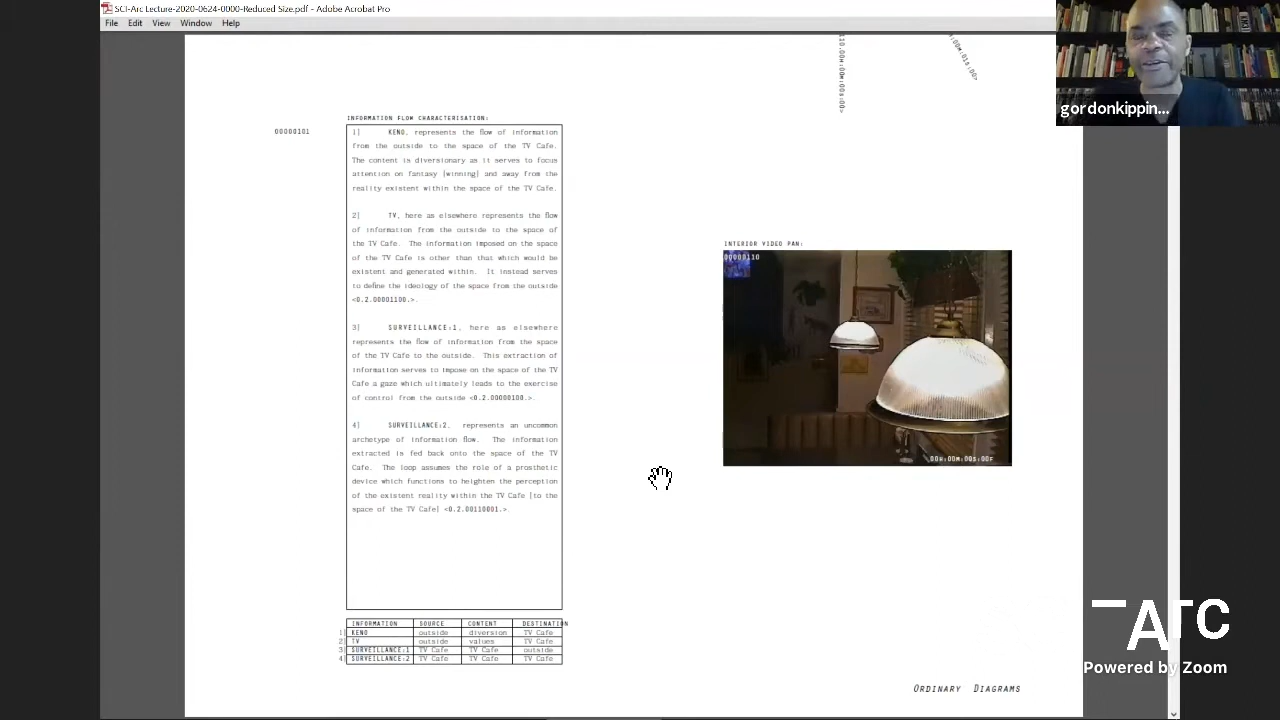 SCI-Arc Lecture-2020-0624-0000-Reduced Size.pdf - Adobe Acrobat Pro
File Edit View Window Help
gordonkippin...
10.00H:00M:00S:00>
:00M:01S:00>
INFORMATION FLOW CHARACTERISATION:
00000101
1] KENO, represents the flow of information
from the outside to the space of the TV Cafe.
The content is diversionary as it serves to focus
attention on fantasy [winning] and away from the
reality existent within the space of the TV Cafe.
2] TV, here as elsewhere represents the flow
of information from the outside to the space of
the TV Cafe. The information imposed on the space
of the TV Cafe is other than that which would be
existent and generated within. It instead serves
to define the ideology of the space from the outside
<0.2.00001100.>.
3] SURVEILLANCE:1, here as elsewhere
represents the flow of information from the space
of the TV Cafe to the outside. This extraction of
information serves to impose on the space of the TV
Cafe a gaze which ultimately leads to the exercise
of control from the outside <0.2.00000100.>.
4] SURVEILLANCE:2, represents an uncommon
archetype of information flow. The information
extracted is fed back onto the space of the TV
Cafe. The loop assumes the role of a prosthetic
device which functions to heighten the perception
of the existent reality within the TV Cafe [to the
space of the TV Cafe] <0.2.00110001.>.
INTERIOR VIDEO PAN:
00000110
00H:00M:00S:00F
INFORMATION SOURCE CONTENT DESTINATION
1] KENO outside diversion TV Cafe
2] TV outside values TV Cafe
3] SURVEILLANCE:1 TV Cafe TV Cafe outside
4] SURVEILLANCE:2 TV Cafe TV Cafe TV Cafe
ORDINARY DIAGRAMS
ARC
Powered by Zoom